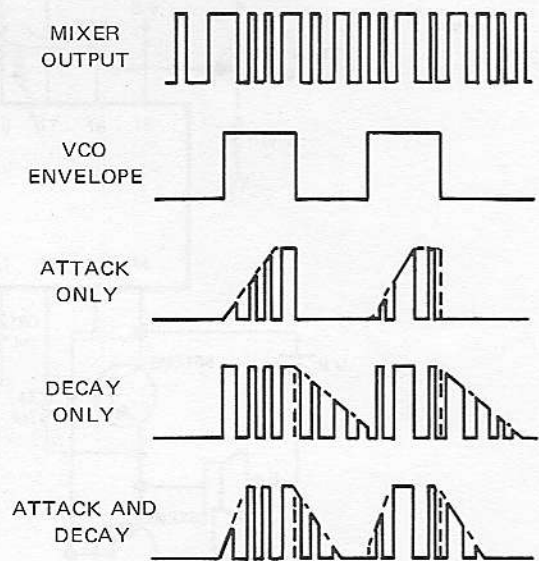 MIXER
OUTPUT
VCO
ENVELOPE
ATTACK
ONLY
DECAY
ONLY
ATTACK AND
DECAY